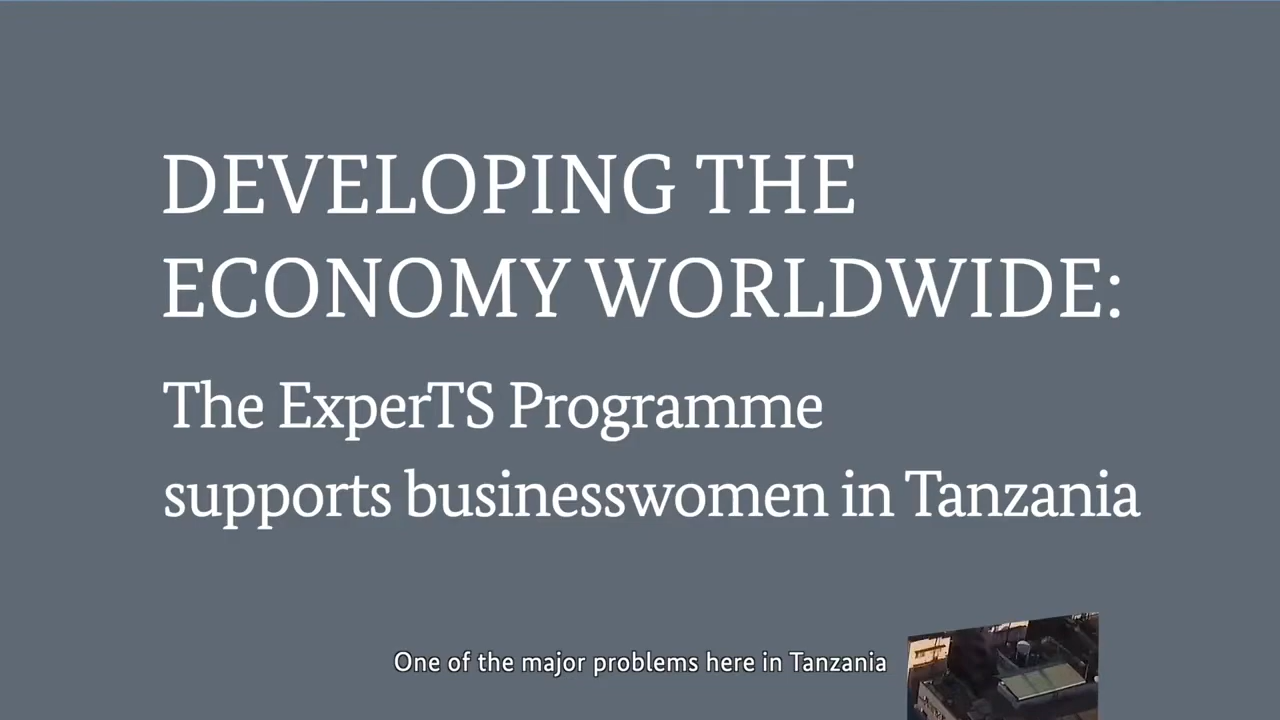 DEVELOPING THE
ECONOMY WORLDWIDE:
The ExperTS Programme
supports businesswomen in Tanzania
One of the major problems here in Tanzania